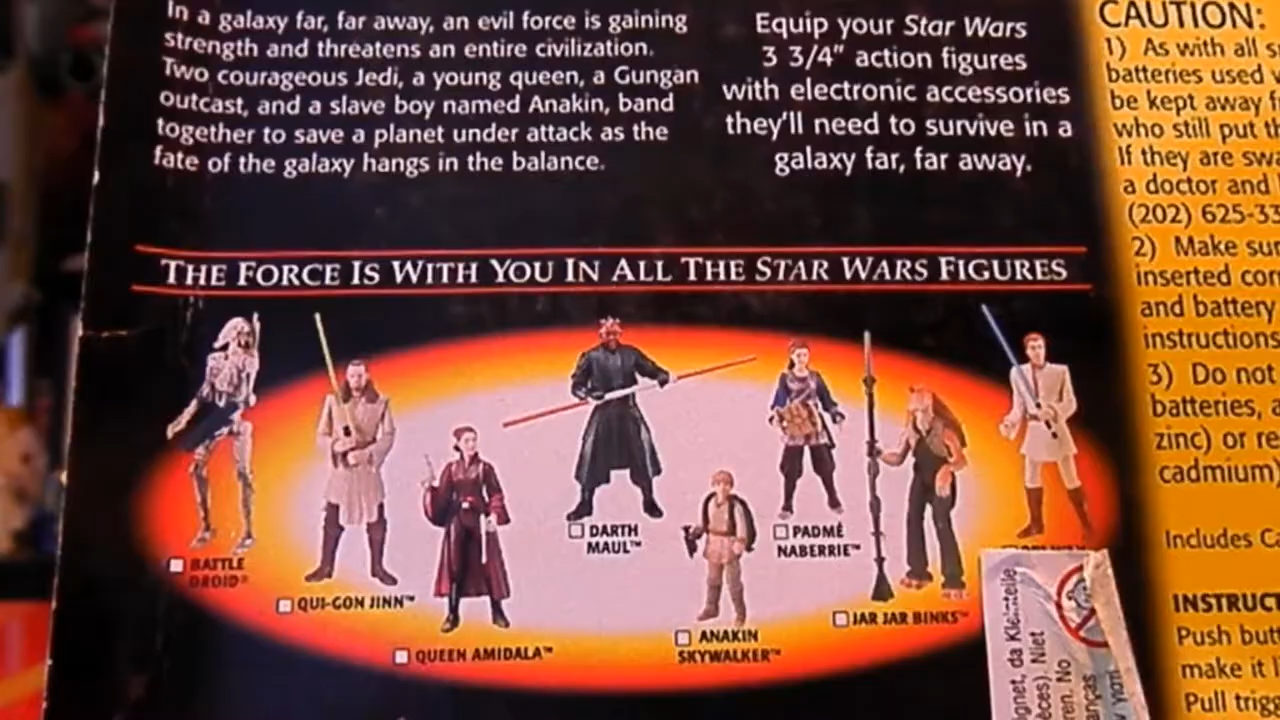 In a galaxy far, far away, an evil force is gaining
strength and threatens an entire civilization.
Two courageous Jedi, a young queen, a Gungan
outcast, and a slave boy named Anakin, band
together to save a planet under attack as the
fate of the galaxy hangs in the balance.
Equip your Star Wars
3 3/4" action figures
with electronic accessories
they'll need to survive in a
galaxy far, far away.
CAUTION:
1) As with all
batteries used
be kept away
who still put
If they are
a doctor and
(202) 625-33
2) Make
inserted
and battery
instructions
3) Do not
batteries,
zinc) or
cadmium)
Includes
INSTRUCT
Push
make it
Pull
THE FORCE IS WITH YOU IN ALL THE STAR WARS FIGURES
BATTLE
DROID
QUI-GON JINN™
QUEEN AMIDALA™
DARTH
MAUL™
ANAKIN
SKYWALKER™
PADMÉ
NABERRIE™
JAR JAR BINKS™
da Kleinteile
Niet
No